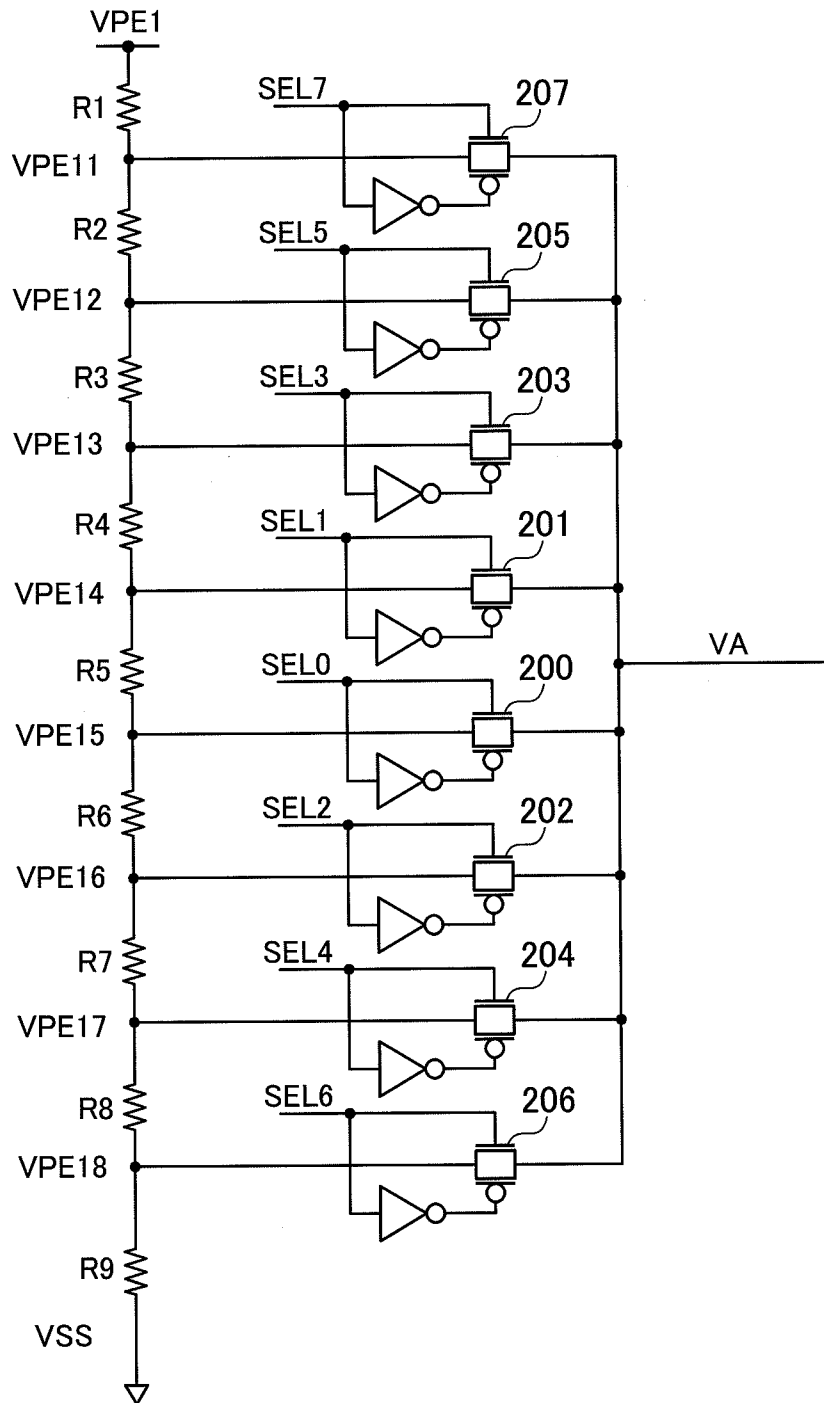 VPE1
R1
SEL7
207
VPE11
R2
SEL5
205
VPE12
R3
SEL3
203
VPE13
R4
SEL1
201
VPE14
R5
SEL0
200
VA
VPE15
R6
SEL2
202
VPE16
R7
SEL4
204
VPE17
R8
SEL6
206
VPE18
R9
VSS